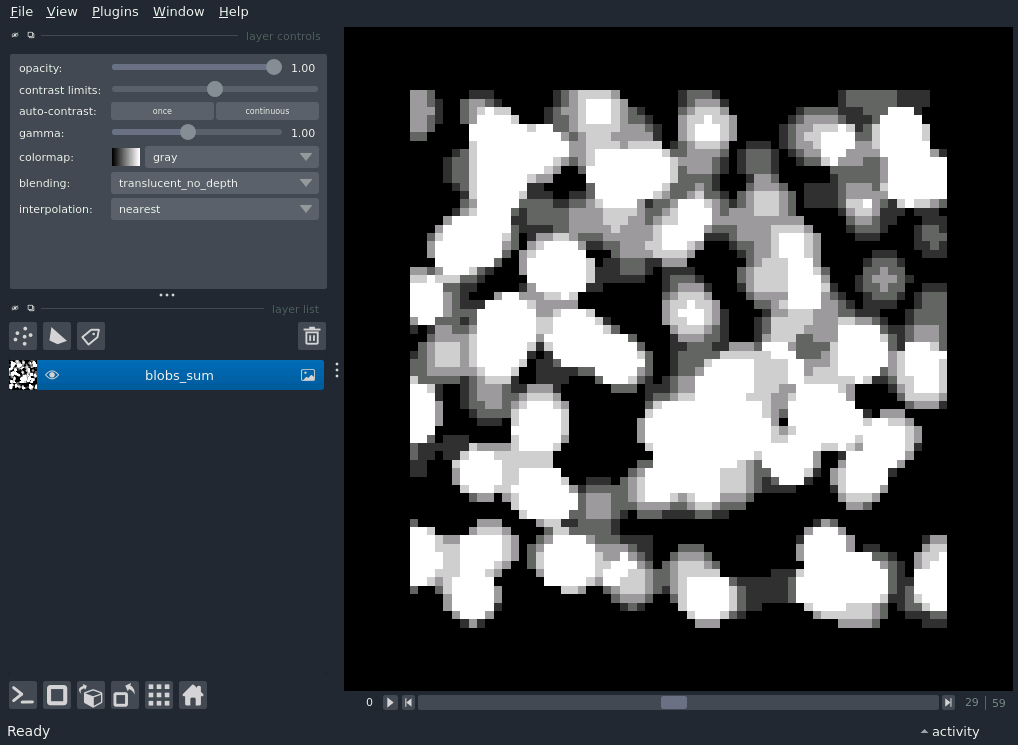 File View Plugins Window Help
layer controls
opacity: 1.00
contrast limits:
auto-contrast: once continuous
gamma: 1.00
colormap: gray
blending: translucent_no_depth
interpolation: nearest
layer list
blobs_sum
0 29 59
Ready activity